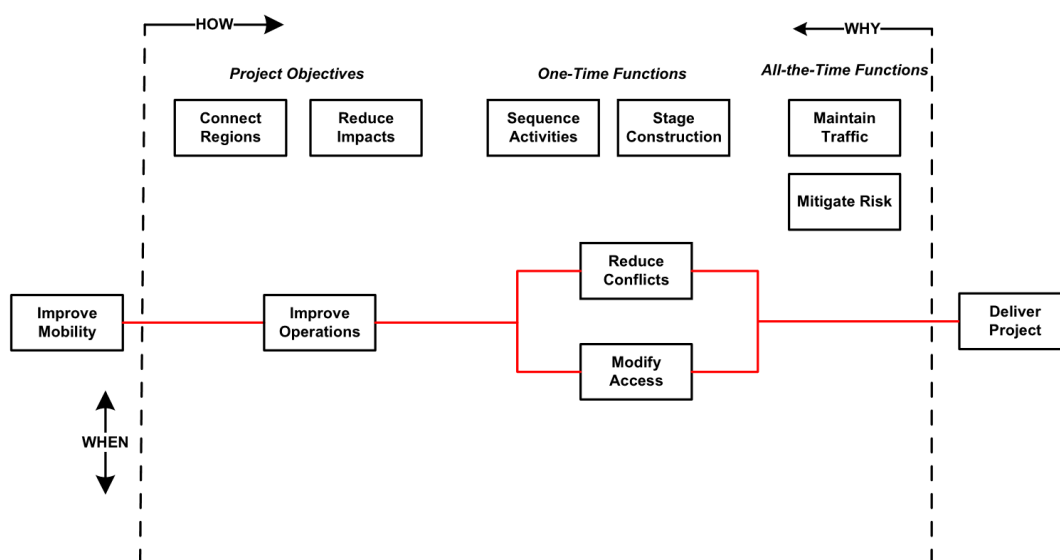 HOW
WHY
Project Objectives
One-Time Functions
All-the-Time Functions
Connect
Regions
Reduce
Impacts
Sequence
Activities
Stage
Construction
Maintain
Traffic
Mitigate Risk
Reduce
Conflicts
Improve
Mobility
Improve
Operations
Deliver
Project
Modify
Access
WHEN